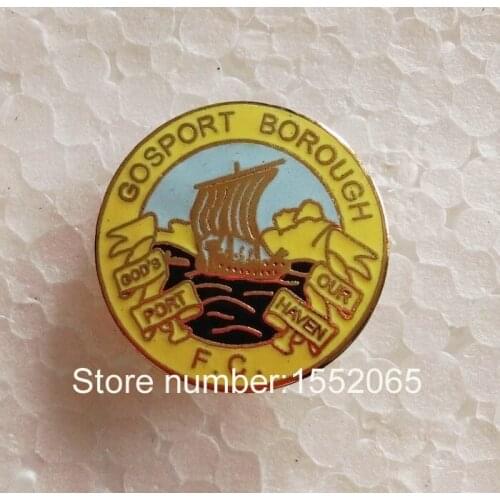 GOSPORT BOROUGH
GOD'S
PORT
OUR
HAVEN
F.C.
Store number:1552065